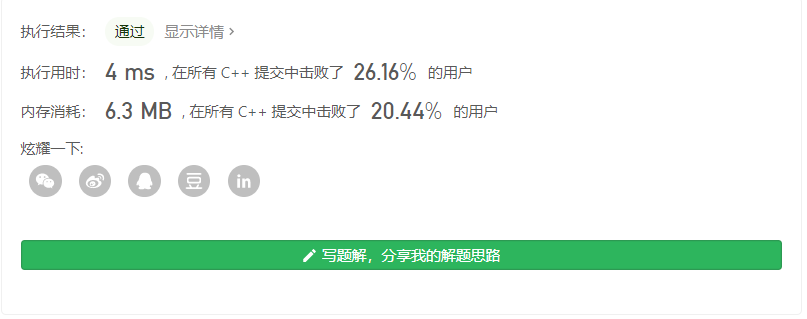 执行结果： 通过 显示详情 >
执行用时： 4 ms , 在所有 C++ 提交中击败了 26.16% 的用户
内存消耗： 6.3 MB , 在所有 C++ 提交中击败了 20.44% 的用户
炫耀一下:
豆 in
写题解，分享我的解题思路